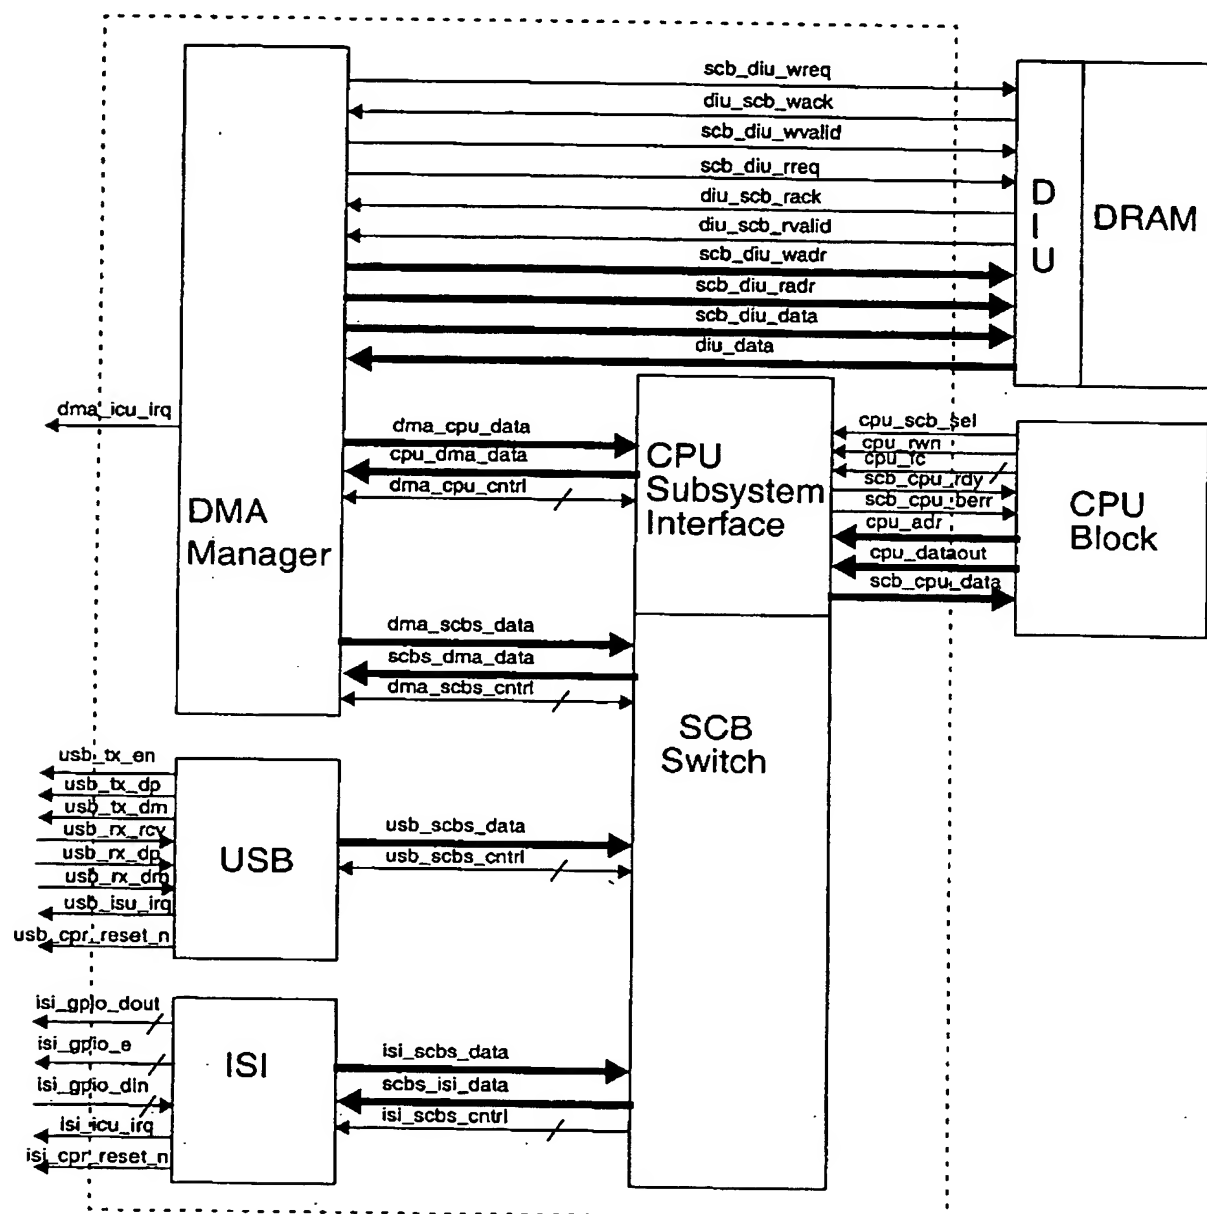 scb_diu_wreq
diu_scb_wack
scb_diu_wvalid
scb_diu_rreq
diu_scb_rack
diu_scb_rvalid
scb_diu_wadr
scb_diu_radr
scb_diu_data
diu_data
DIU
DRAM
dma_icu_irq
DMA
Manager
dma_cpu_data
cpu_dma_data
dma_cpu_cntrl
CPU
Subsystem
Interface
cpu_scb_sel
cpu_rwn
cpu_fc
scb_cpu_rdy
scb_cpu_berr
cpu_adr
cpu_dataout
scb_cpu_data
CPU
Block
dma_scbs_data
scbs_dma_data
dma_scbs_cntrl
SCB
Switch
usb_tx_en
usb_tx_dp
usb_tx_dm
usb_rx_rcv
usb_rx_dp
usb_rx_dm
usb_isu_irq
usb_cpr_reset_n
USB
usb_scbs_data
usb_scbs_cntrl
isi_gpio_dout
isi_gpio_e
isi_gpio_din
isi_icu_irq
isi_cpr_reset_n
ISI
isi_scbs_data
scbs_isi_data
isi_scbs_cntrl